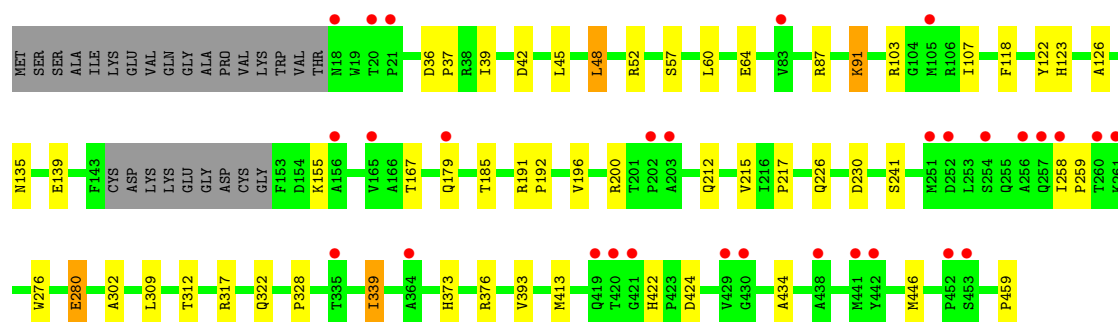 MET SER SER ALA ILE LYS GLU VAL GLN GLY ALA PRO VAL LYS TRP VAL THR N18 W19 T20 P21 D36 P37 R38 I39 D42 L45 L48 R52 S57 L60 E64 V83 R87 K91 R103 G104 M105 R106 I107 F118 Y122 H123 A126
N135 E139 F143 CYS ASP LYS LYS GLU GLY ASP CYS GLY F153 D154 K155 A156 V165 A166 T167 Q179 T185 R191 P192 V196 R200 T201 P202 A203 Q212 V215 I216 P217 Q226 D230 S241 M251 D252 L253 S254 Q255 A256 Q257 I258 P259 T260
W276 E280 A302 L309 T312 R317 Q322 P328 T335 I339 A364 H373 R376 V393 M413 Q419 T420 G421 H422 P423 D424 V429 G430 A434 A438 M441 Y442 M446 P452 S453 P459